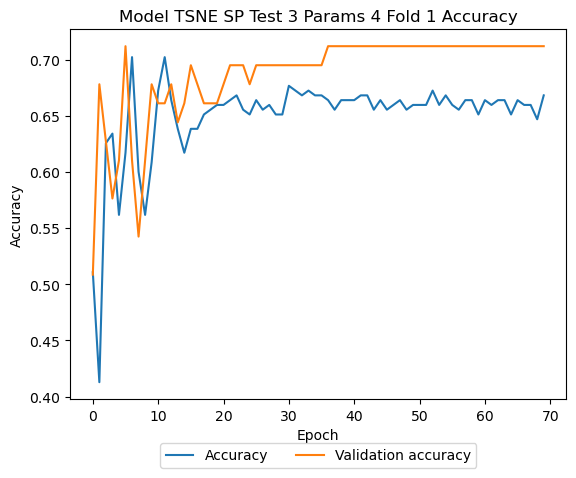 Model TSNE SP Test 3 Params 4 Fold 1 Accuracy
0.70
0.65
0.60
0.55
0.50
0.45
0.40
Accuracy
0 10 20 30 40 50 60 70
Epoch
Accuracy Validation accuracy